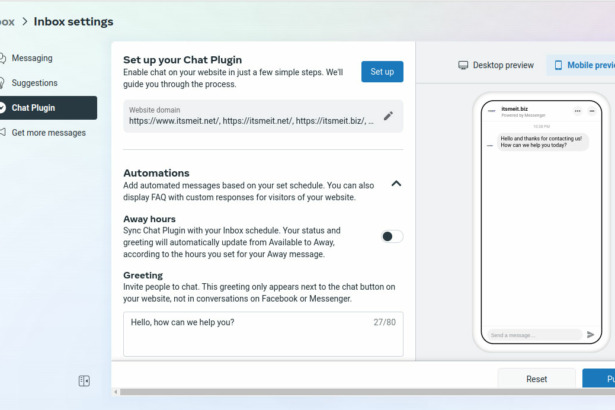 Inbox settings
Messaging
Suggestions
Chat Plugin
Get more messages
Set up your Chat Plugin
Enable chat on your website in just a few simple steps. We'll
guide you through the process.
Set up
Website domain
https://www.itsmeit.net/, https://itsmeit.net/, https://itsmeit.biz/, ...
Automations
Add automated messages based on your set schedule. You can also
display FAQ with custom responses for visitors of your website.
Away hours
Sync Chat Plugin with your Inbox schedule. Your status and
greeting will automatically update from Available to Away,
according to the hours you set for your Away message.
Greeting
Invite people to chat. This greeting only appears next to the chat button on
your website, not in conversations on Facebook or Messenger.
Hello, how can we help you?
27/80
Desktop preview
Mobile previe
itsmeit.biz
Powered by Messenger
Hello and thanks for contacting us!
How can we help you today?
Send a message...
Reset